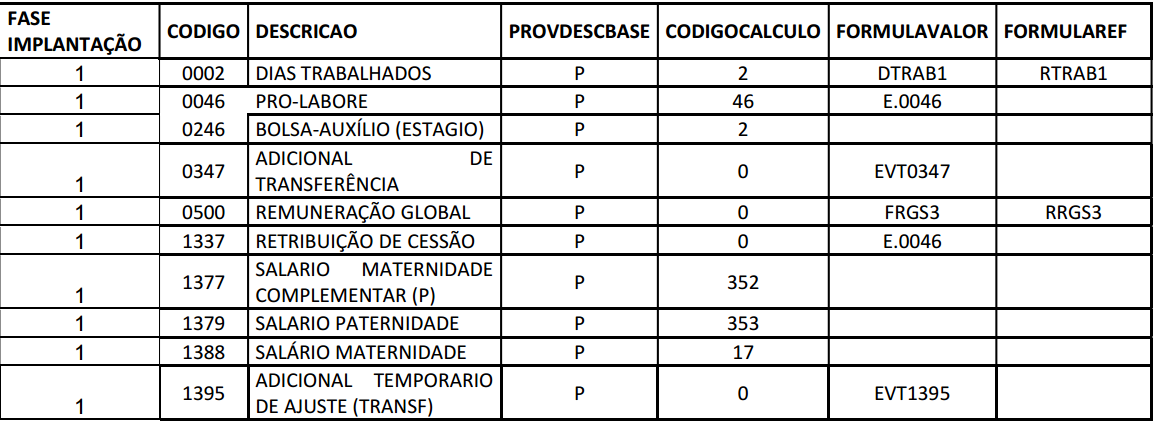 FASE IMPLANTAÇÃO CODIGO DESCRICAO PROVDESCBASE CODIGOCALCULO FORMULAVALOR FORMULAREF
1 0002 DIAS TRABALHADOS P 2 DTRAB1 RTRAB1
1 0046 PRO-LABORE P 46 E.0046
1 0246 BOLSA-AUXÍLIO (ESTAGIO) P 2
1 0347 ADICIONAL DE TRANSFERÊNCIA P 0 EVT0347
1 0500 REMUNERAÇÃO GLOBAL P 0 FRGS3 RRGS3
1 1337 RETRIBUIÇÃO DE CESSÃO P 0 E.0046
1 1377 SALARIO MATERNIDADE COMPLEMENTAR (P) P 352
1 1379 SALARIO PATERNIDADE P 353
1 1388 SALÁRIO MATERNIDADE P 17
1 1395 ADICIONAL TEMPORARIO DE AJUSTE (TRANSF) P 0 EVT1395